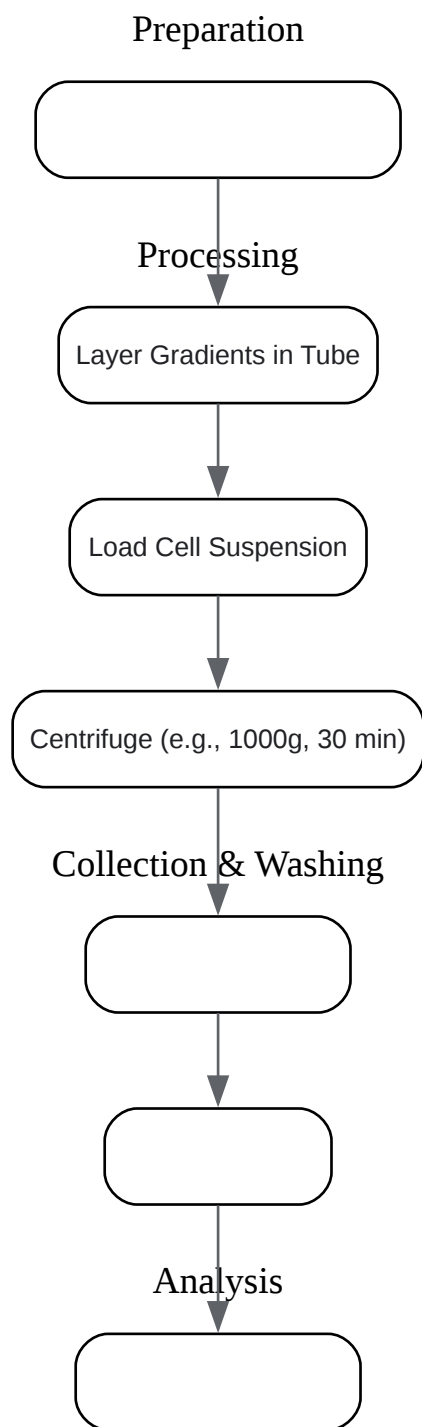 Preparation
Processing
Layer Gradients in Tube
Load Cell Suspension
Centrifuge (e.g., 1000g, 30 min)
Collection & Washing
Analysis